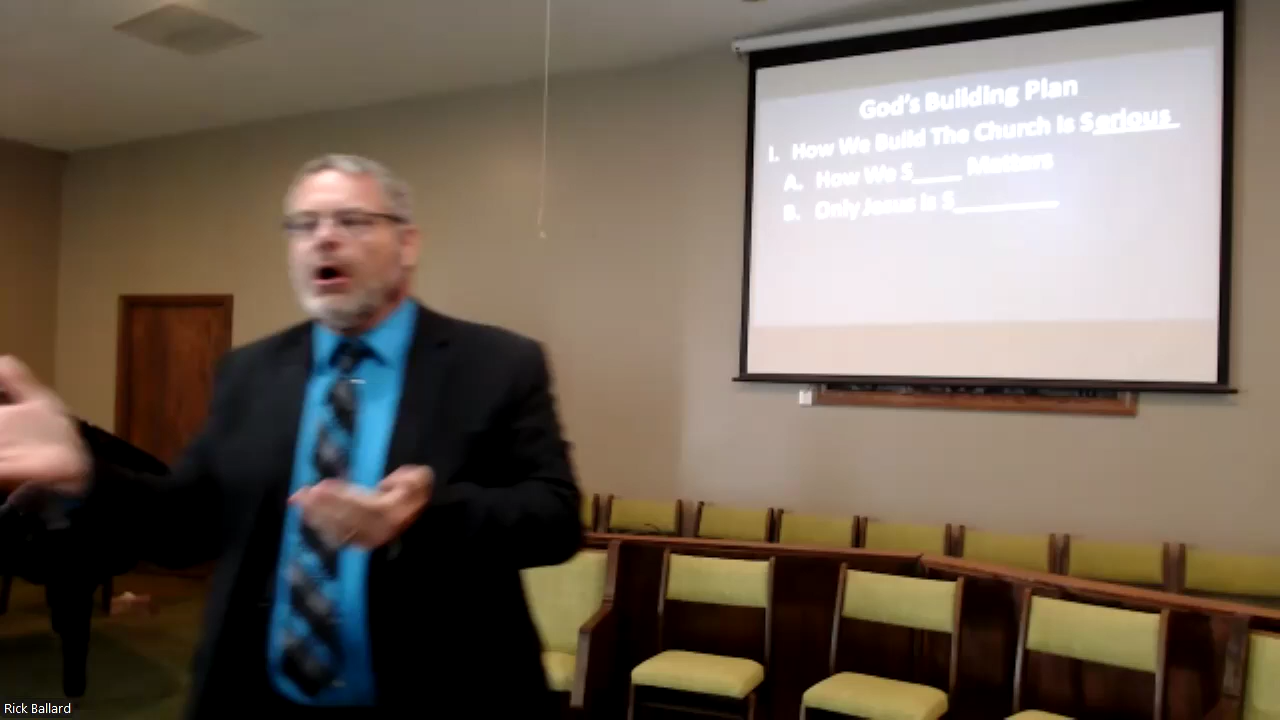 God's Building Plan
I. How We Build The Church Is Serious
A. How We S____ Matters
B. Only Jesus Is S_________
Rick Ballard